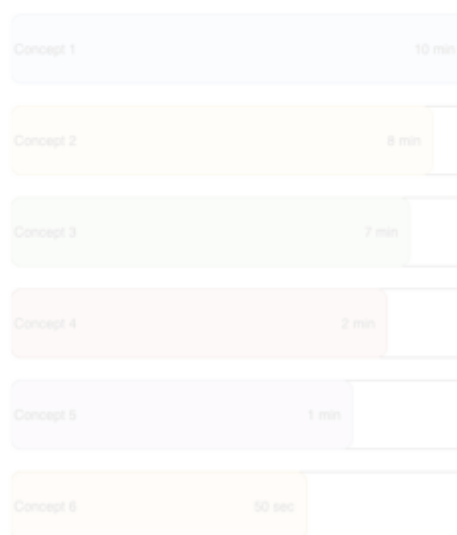 Concept 1 10 min
Concept 2 8 min
Concept 3 7 min
Concept 4 2 min
Concept 5 1 min
Concept 6 50 sec